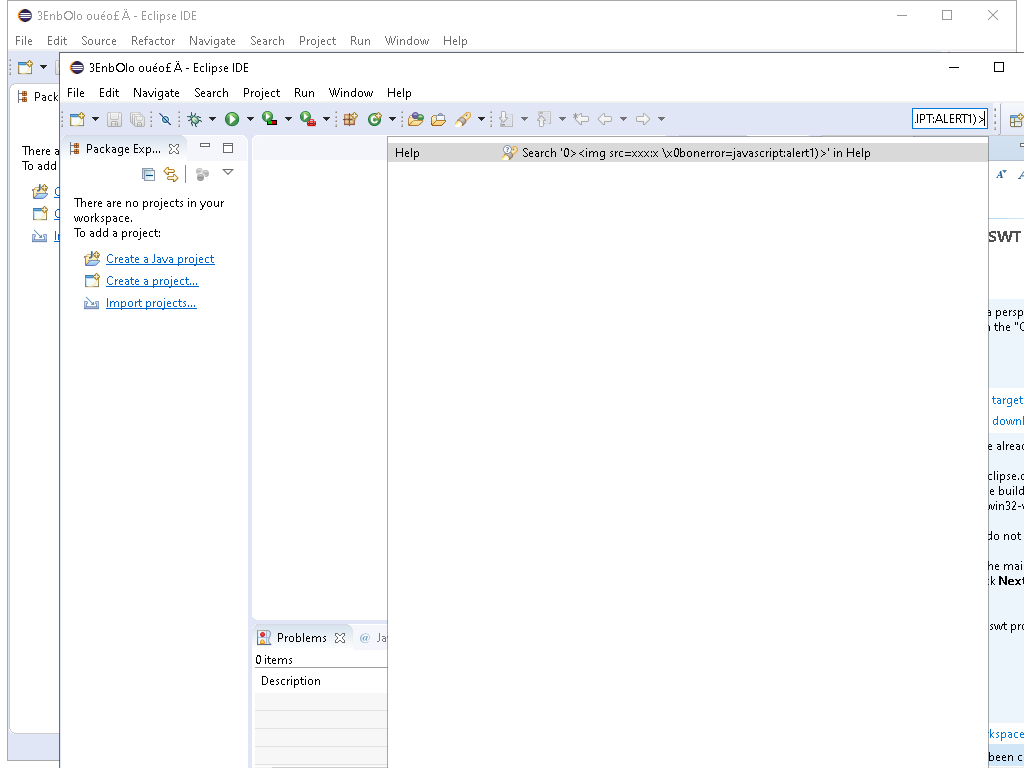 3EnbOlo ouéo£ Ä - Eclipse IDE
File Edit Source Refactor Navigate Search Project Run Window Help
3EnbOlo ouéo£ Ä - Eclipse IDE
File Edit Navigate Search Project Run Window Help
IPT:ALERT1)>
Pack
Package Exp...
Help Search '0><img src=xxx:x \x0bonerror=javascript:alert1)>' in Help
There a
To add
There are no projects in your
workspace.
To add a project:
Create a Java project
Create a project...
Import projects...
SWT
a persp
n the "C
target
downl
e alread
clipse.o
e build
win32-
do not
he mai
k Next
swt pro
kspace
been c
Problems @ Ja
0 items
Description